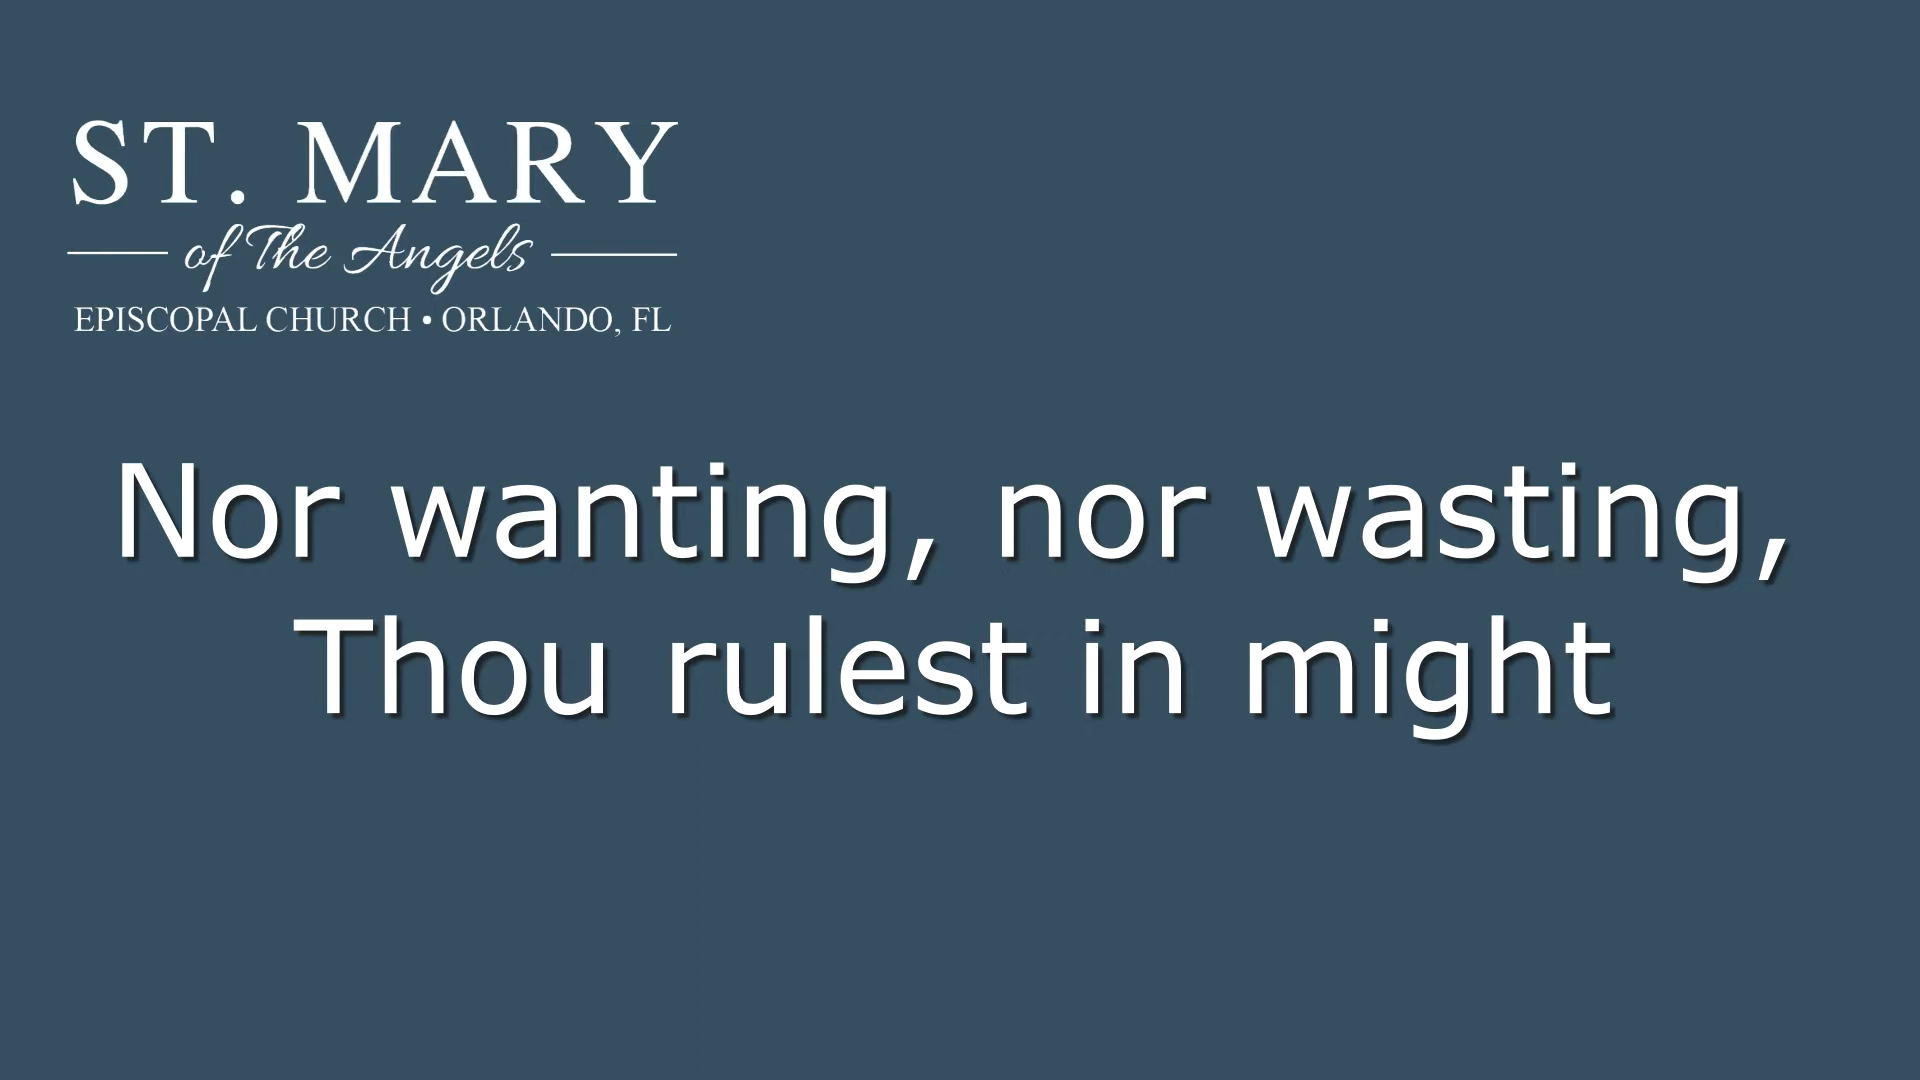 ST. MARY
of The Angels
EPISCOPAL CHURCH • ORLANDO, FL
Nor wanting, nor wasting,
Thou rulest in might